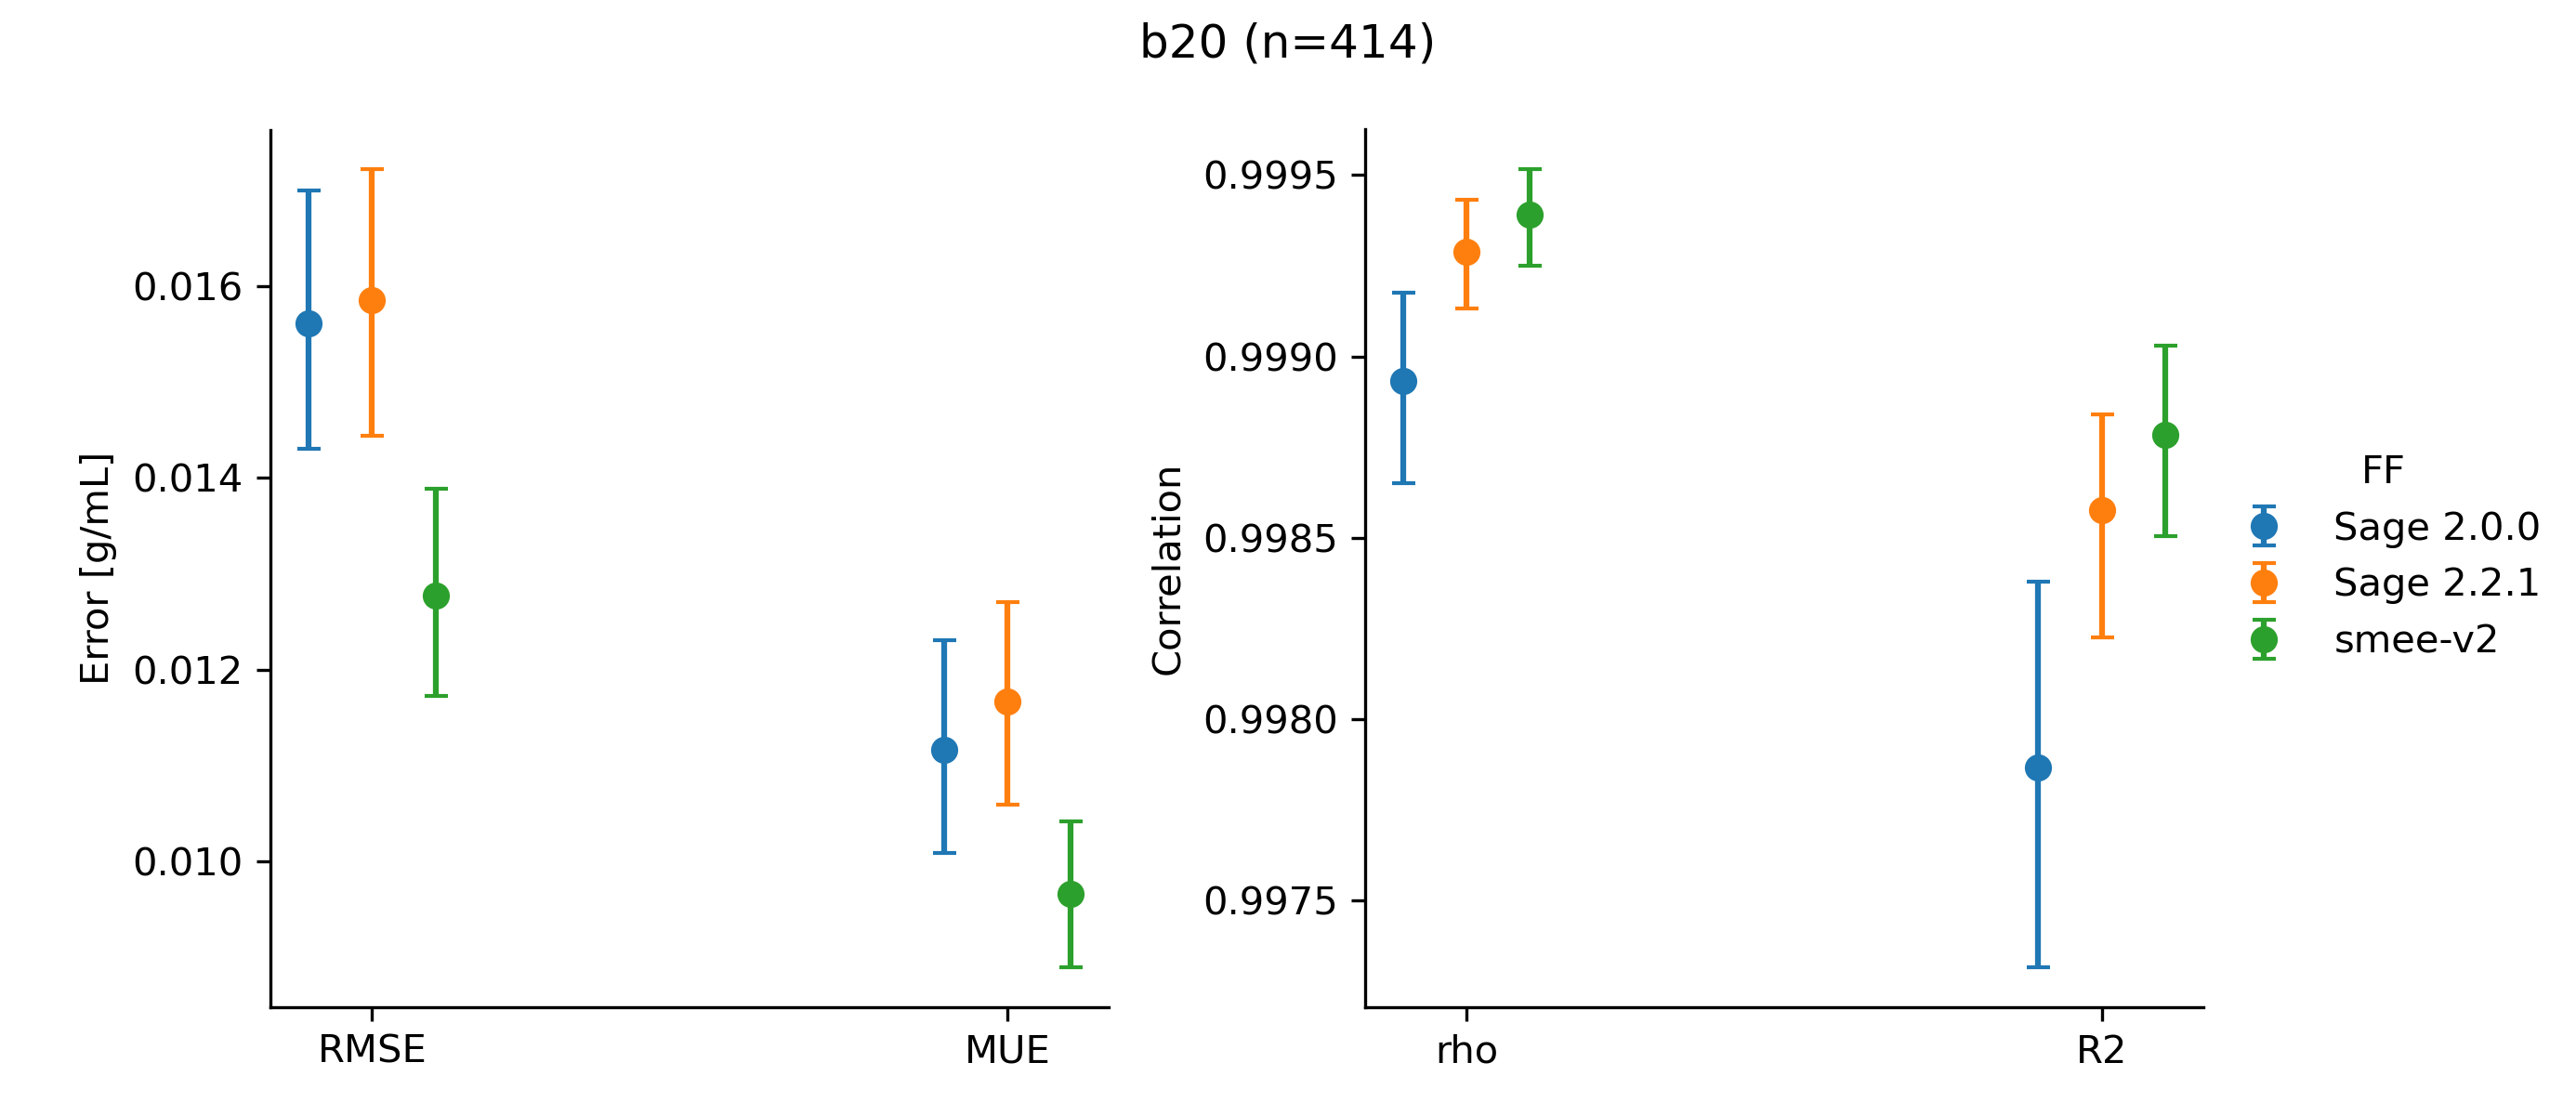 b20 (n=414)
Error [g/mL]
0.016
0.014
0.012
0.010
RMSE
MUE
Correlation
0.9995
0.9990
0.9985
0.9980
0.9975
rho
R2
FF
Sage 2.0.0
Sage 2.2.1
smee-v2